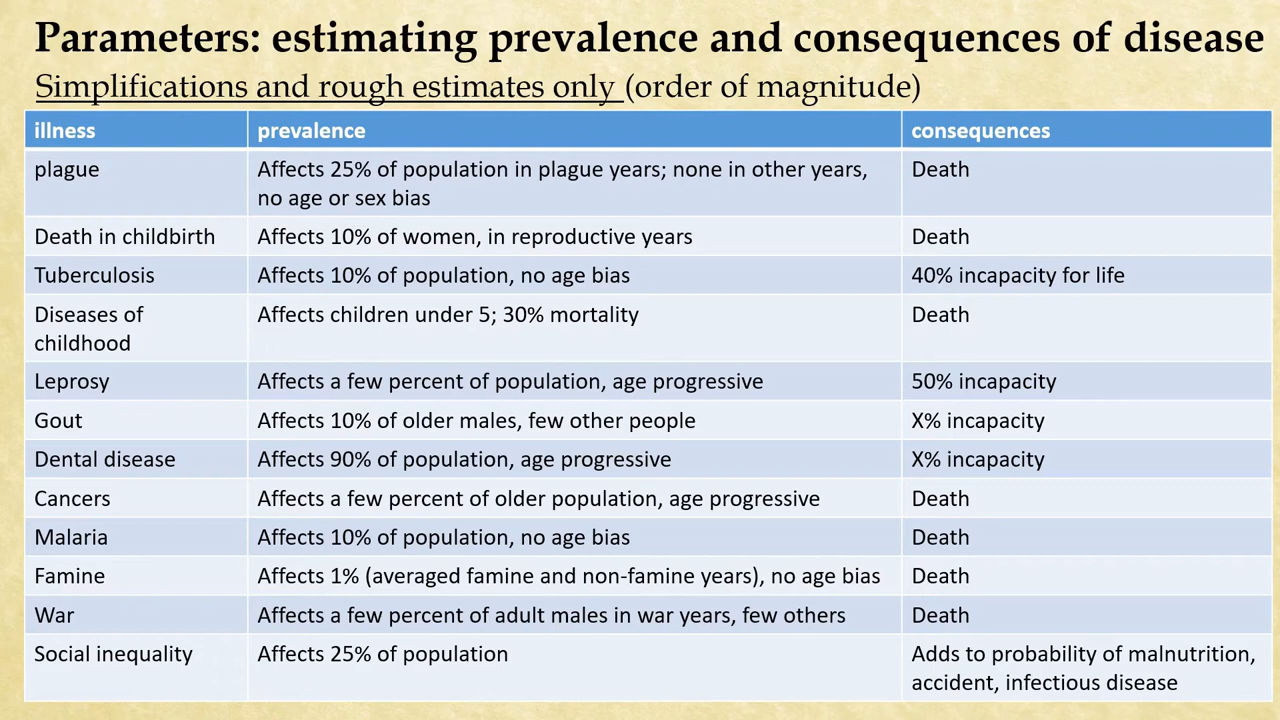 Parameters: estimating prevalence and consequences of disease
Simplifications and rough estimates only (order of magnitude)
illness prevalence consequences
plague Affects 25% of population in plague years; none in other years, Death
no age or sex bias
Death in childbirth Affects 10% of women, in reproductive years Death
Tuberculosis Affects 10% of population, no age bias 40% incapacity for life
Diseases of Affects children under 5; 30% mortality Death
childhood
Leprosy Affects a few percent of population, age progressive 50% incapacity
Gout Affects 10% of older males, few other people X% incapacity
Dental disease Affects 90% of population, age progressive X% incapacity
Cancers Affects a few percent of older population, age progressive Death
Malaria Affects 10% of population, no age bias Death
Famine Affects 1% (averaged famine and non-famine years), no age bias Death
War Affects a few percent of adult males in war years, few others Death
Social inequality Affects 25% of population Adds to probability of malnutrition,
accident, infectious disease